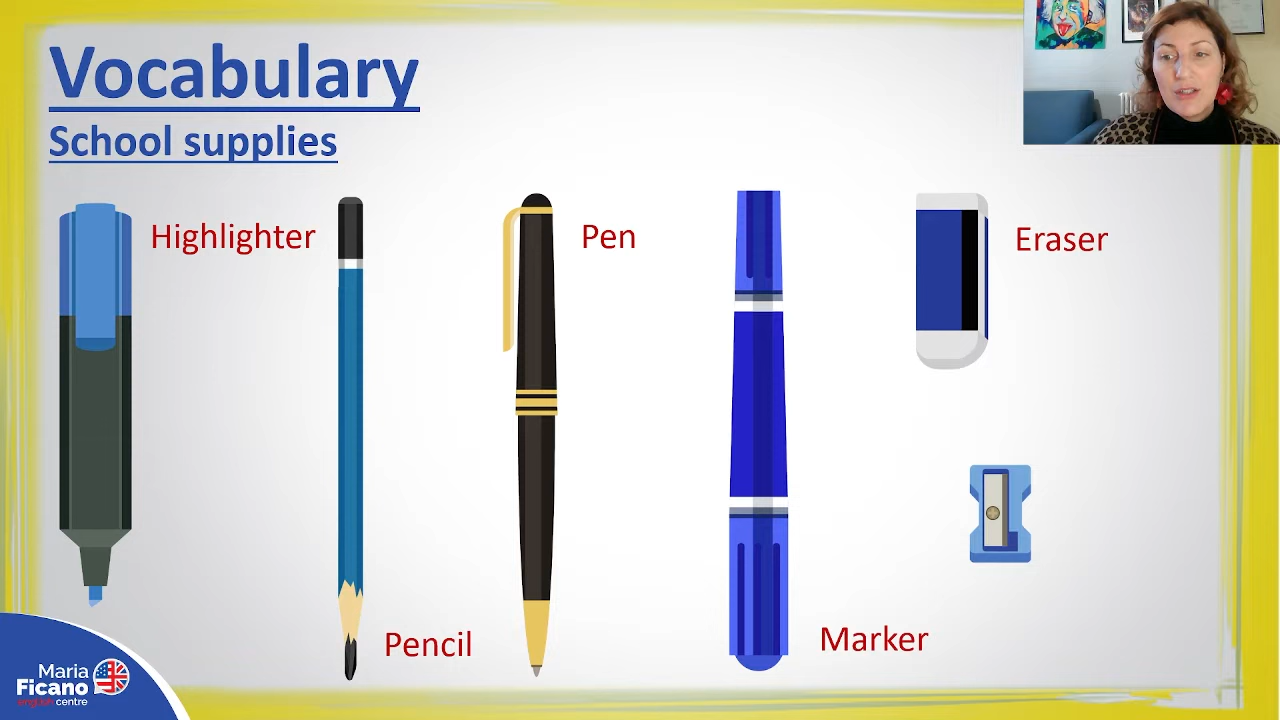 Vocabulary
School supplies
Highlighter
Pen
Eraser
Pencil
Marker
Maria
Ficano
english centre